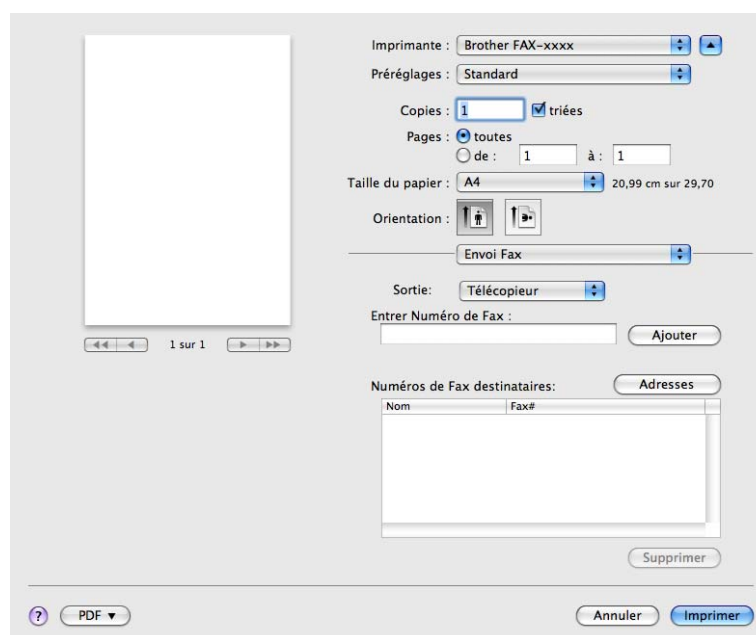 Imprimante : Brother FAX-xxxx
Préréglages : Standard
Copies : 1 triées
Pages : toutes
de : 1 à : 1
Taille du papier : A4 20,99 cm sur 29,70
Orientation :
Envoi Fax
Sortie: Télécopieur
Entrer Numéro de Fax :
Ajouter
1 sur 1
Numéros de Fax destinataires: Adresses
Nom Fax#
Supprimer
? PDF ▼ Annuler Imprimer